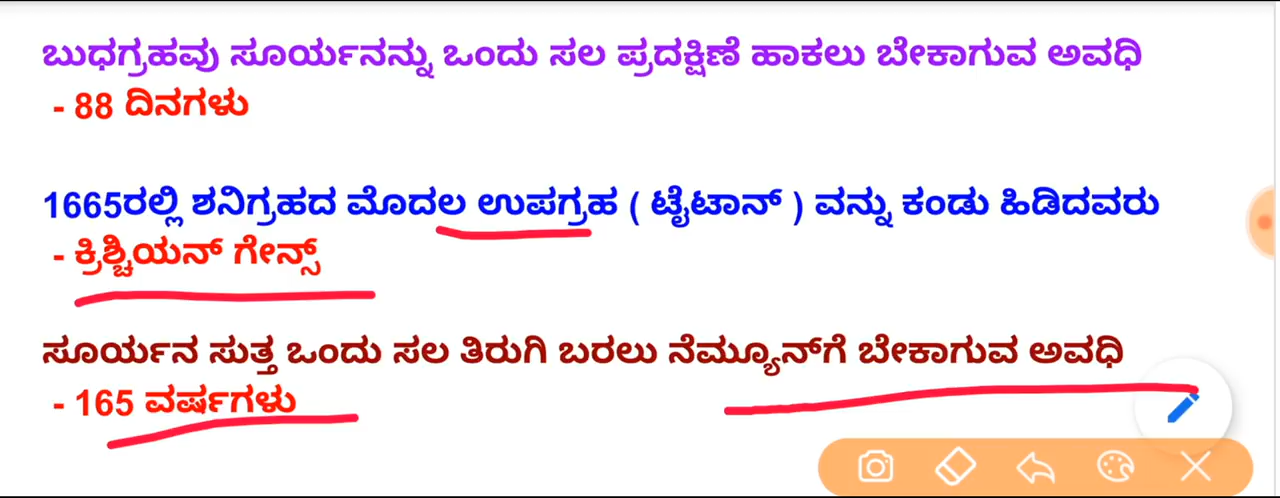 ಬುಧಗ್ರಹವು ಸೂರ್ಯನನ್ನು ಒಂದು ಸಲ ಪ್ರದಕ್ಷಿಣೆ ಹಾಕಲು ಬೇಕಾಗುವ ಅವಧಿ
- 88 ದಿನಗಳು
1665ರಲ್ಲಿ ಶನಿಗ್ರಹದ ಮೊದಲ ಉಪಗ್ರಹ ( ಟೈಟಾನ್ ) ವನ್ನು ಕಂಡು ಹಿಡಿದವರು
- ಕ್ರಿಶ್ಚಿಯನ್ ಗೇನ್ಸ್
ಸೂರ್ಯನ ಸುತ್ತ ಒಂದು ಸಲ ತಿರುಗಿ ಬರಲು ನೆಮ್ಯೂನ್‌ಗೆ ಬೇಕಾಗುವ ಅವಧಿ
- 165 ವರ್ಷಗಳು